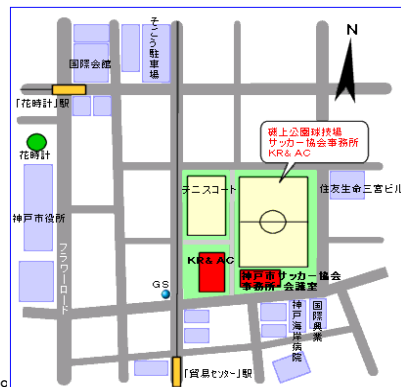 国際会館
そごう駐車場
N
「花時計」駅
花時計
神戸市役所
フラワーロード
磯上公園球技場
サッカー協会事務所
KR& AC
テニスコート
住友生命三宮ビル
KR& AC
神戸市サッカー協会
事務所 会議室
GS
神戸海岸病院
国際興業
「貿易センター」駅